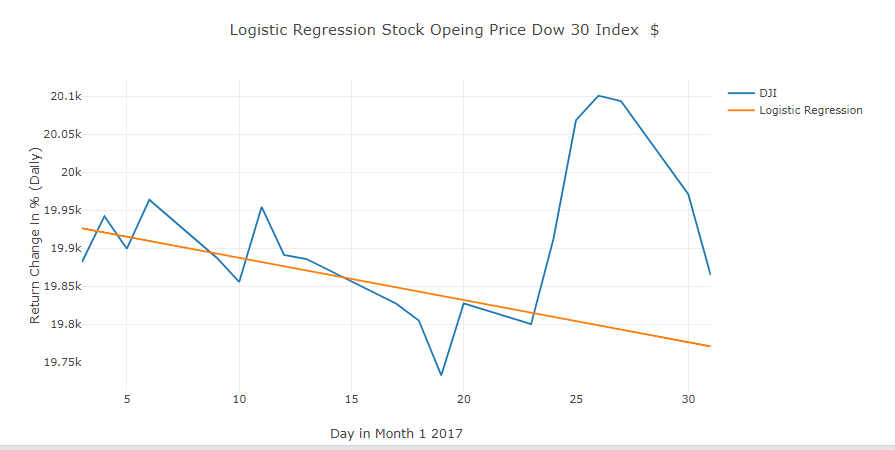 Logistic Regression Stock Opeing Price Dow 30 Index $
DJI
Logistic Regression
Return Change In % (Daily)
20.1k
20.05k
20k
19.95k
19.9k
19.85k
19.8k
19.75k
5 10 15 20 25 30
Day in Month 1 2017